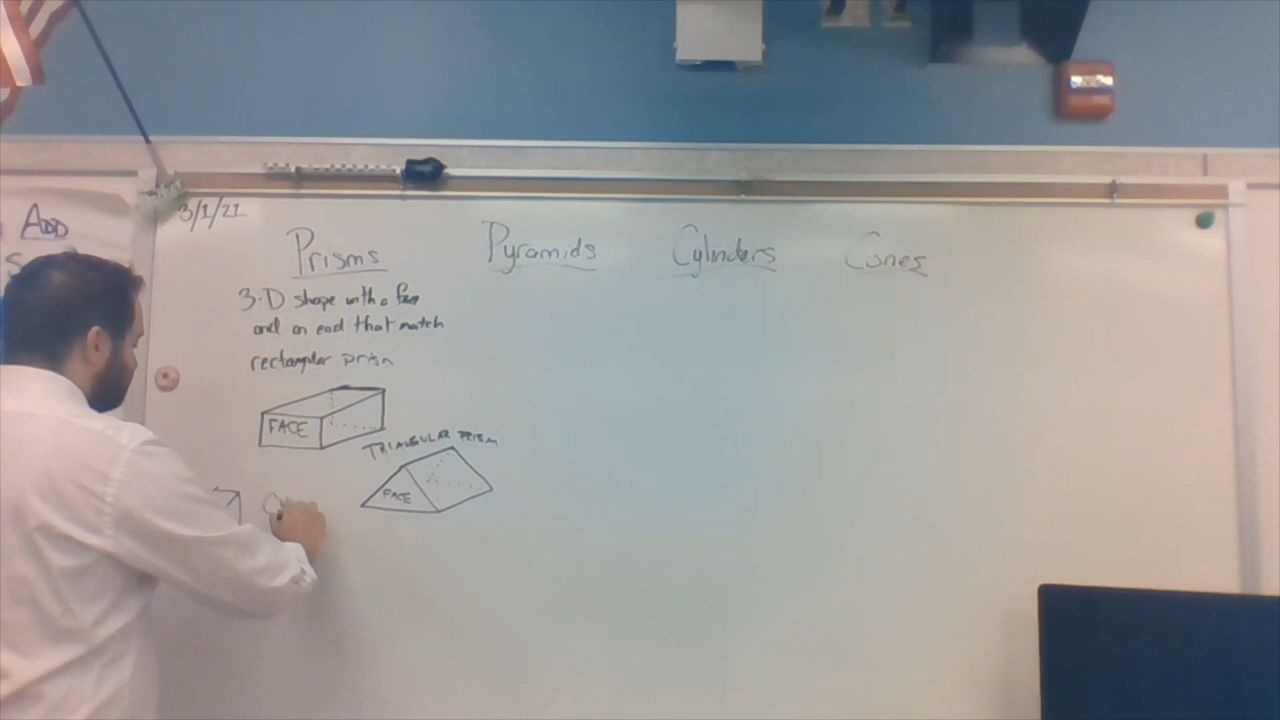 ADD
S
3/1/21
Prisms
Pyramids
Cylinders
Cones
3-D shape with a face
and an end that match
rectangular prism
FACE
TRIANGULAR PRISM
FACE